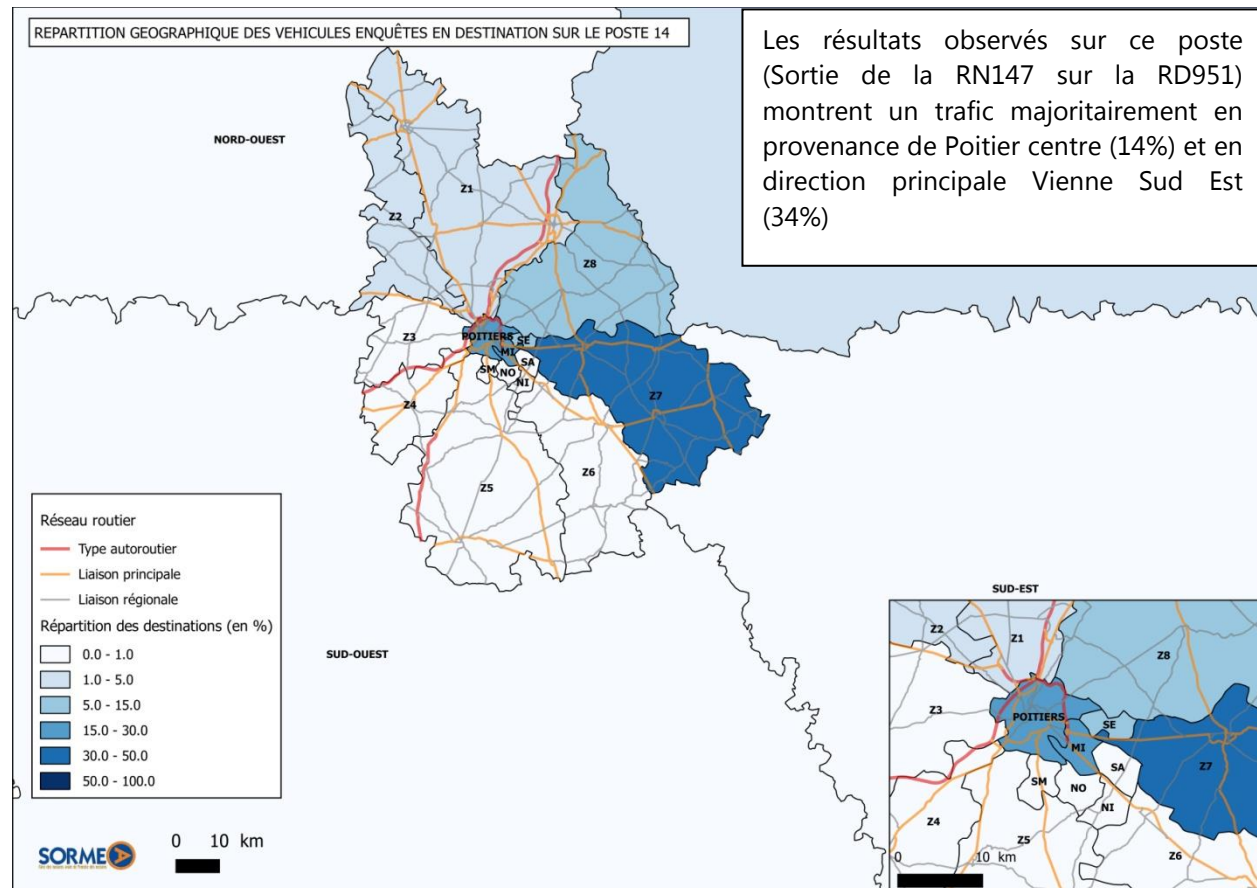 REPARTITION GEOGRAPHIQUE DES VEHICULES ENQUÊTES EN DESTINATION SUR LE POSTE 14
Les résultats observés sur ce poste
(Sortie de la RN147 sur la RD951)
montrent un trafic majoritairement en
provenance de Poitier centre (14%) et en
direction principale Vienne Sud Est
(34%)
NORD-OUEST
Z1
Z2
Z8
Z3
POITIERS
SE
MI
SA
SM
NO
NI
Z4
Z7
Z5
Z6
SUD-OUEST
SUD-EST
Réseau routier
Type autoroutier
Liaison principale
Liaison régionale
Répartition des destinations (en %)
0.0 - 1.0
1.0 - 5.0
5.0 - 15.0
15.0 - 30.0
30.0 - 50.0
50.0 - 100.0
SORMEA
0 10 km
Z2
Z1
Z8
Z3
POITIERS
SE
MI
SA
Z7
SM
NO
NI
Z4
Z5
Z6
0 10 km